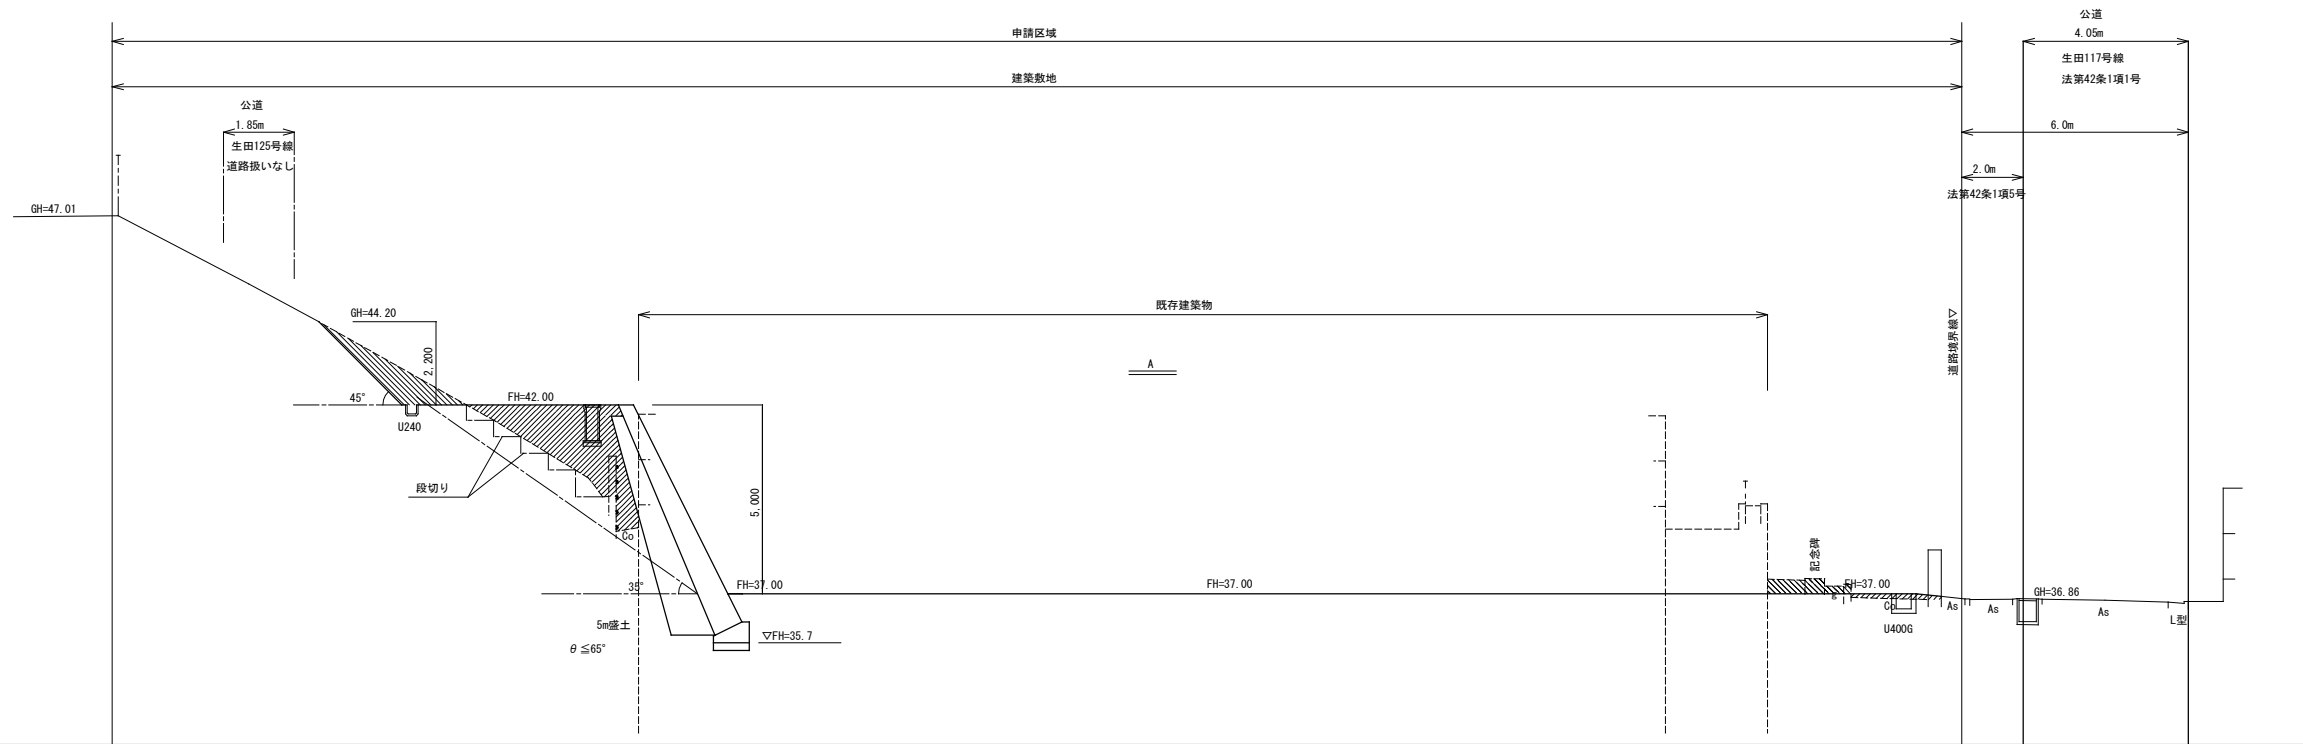 公道
申請区域
4.05m
生田117号線
法第42条1項1号
建築敷地
公道
1.85m
生田125号線
道路扱いなし
6.0m
2.0m
法第42条1項5号
GH=47.01
既存建築物
GH=44.20
道路境界線▽
2,200
A
45°
FH=42.00
U240
段切り
5,000
Co
記念碑
35°
FH=37.00
FH=37.00
FH=37.00
GH=36.86
Co
As
As
As
L型
U400G
5m盛土
▽FH=35.7
θ≦65°